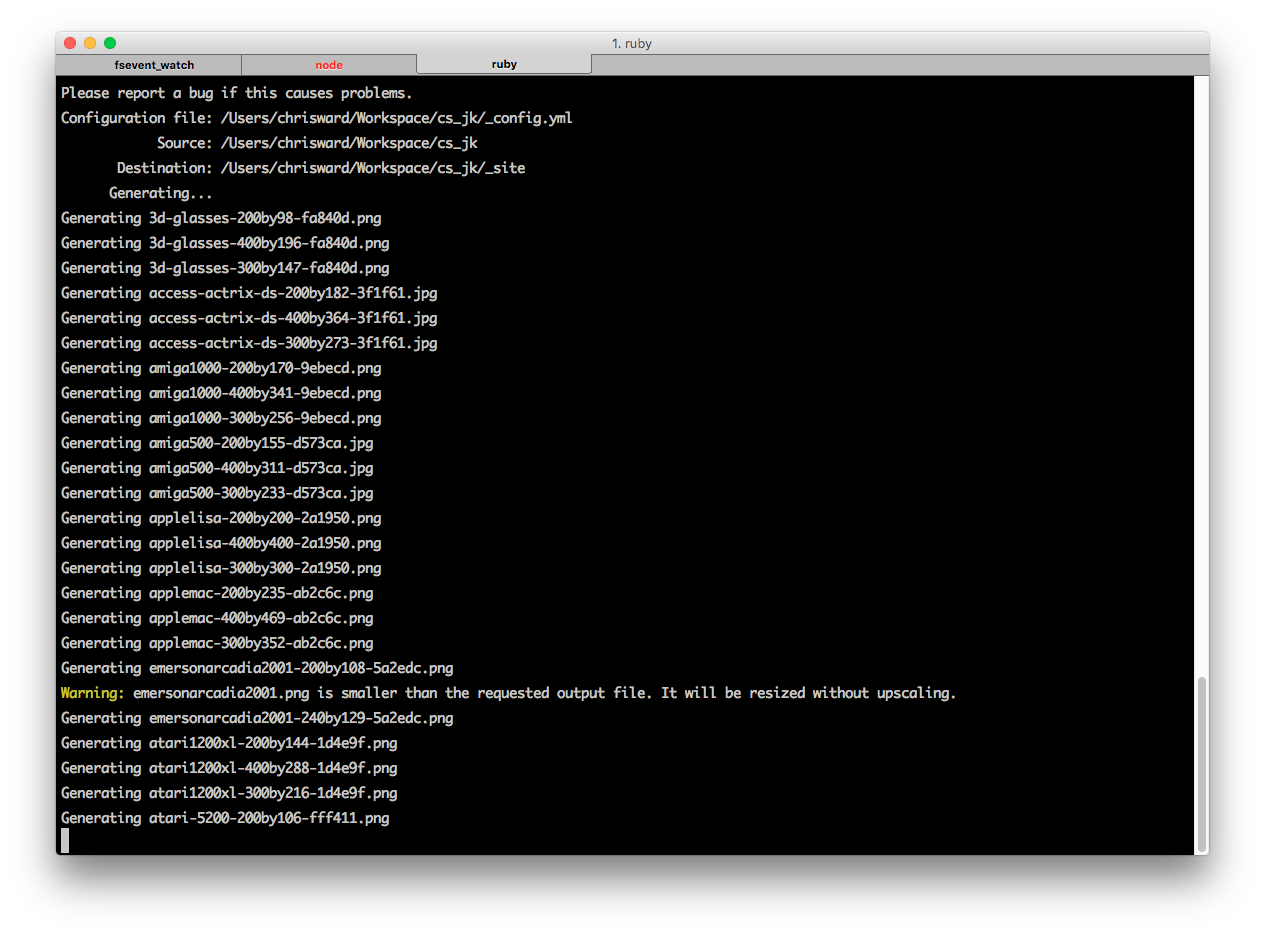 1. ruby
fsevent_watch node ruby
Please report a bug if this causes problems.
Configuration file: /Users/chrisward/Workspace/cs_jk/_config.yml
Source: /Users/chrisward/Workspace/cs_jk
Destination: /Users/chrisward/Workspace/cs_jk/_site
Generating...
Generating 3d-glasses-200by98-fa840d.png
Generating 3d-glasses-400by196-fa840d.png
Generating 3d-glasses-300by147-fa840d.png
Generating access-actrix-ds-200by182-3f1f61.jpg
Generating access-actrix-ds-400by364-3f1f61.jpg
Generating access-actrix-ds-300by273-3f1f61.jpg
Generating amiga1000-200by170-9ebecd.png
Generating amiga1000-400by341-9ebecd.png
Generating amiga1000-300by256-9ebecd.png
Generating amiga500-200by155-d573ca.jpg
Generating amiga500-400by311-d573ca.jpg
Generating amiga500-300by233-d573ca.jpg
Generating applelisa-200by200-2a1950.png
Generating applelisa-400by400-2a1950.png
Generating applelisa-300by300-2a1950.png
Generating applemac-200by235-ab2c6c.png
Generating applemac-400by469-ab2c6c.png
Generating applemac-300by352-ab2c6c.png
Generating emersonarcadia2001-200by108-5a2edc.png
Warning: emersonarcadia2001.png is smaller than the requested output file. It will be resized without upscaling.
Generating emersonarcadia2001-240by129-5a2edc.png
Generating atari1200xl-200by144-1d4e9f.png
Generating atari1200xl-400by288-1d4e9f.png
Generating atari1200xl-300by216-1d4e9f.png
Generating atari-5200-200by106-fff411.png